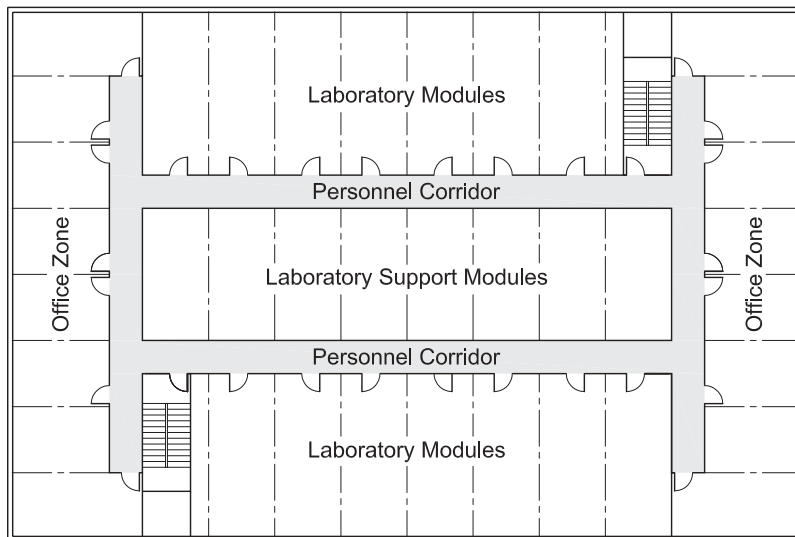 Laboratory Modules
Personnel Corridor
Office Zone
Laboratory Support Modules
Office Zone
Personnel Corridor
Laboratory Modules